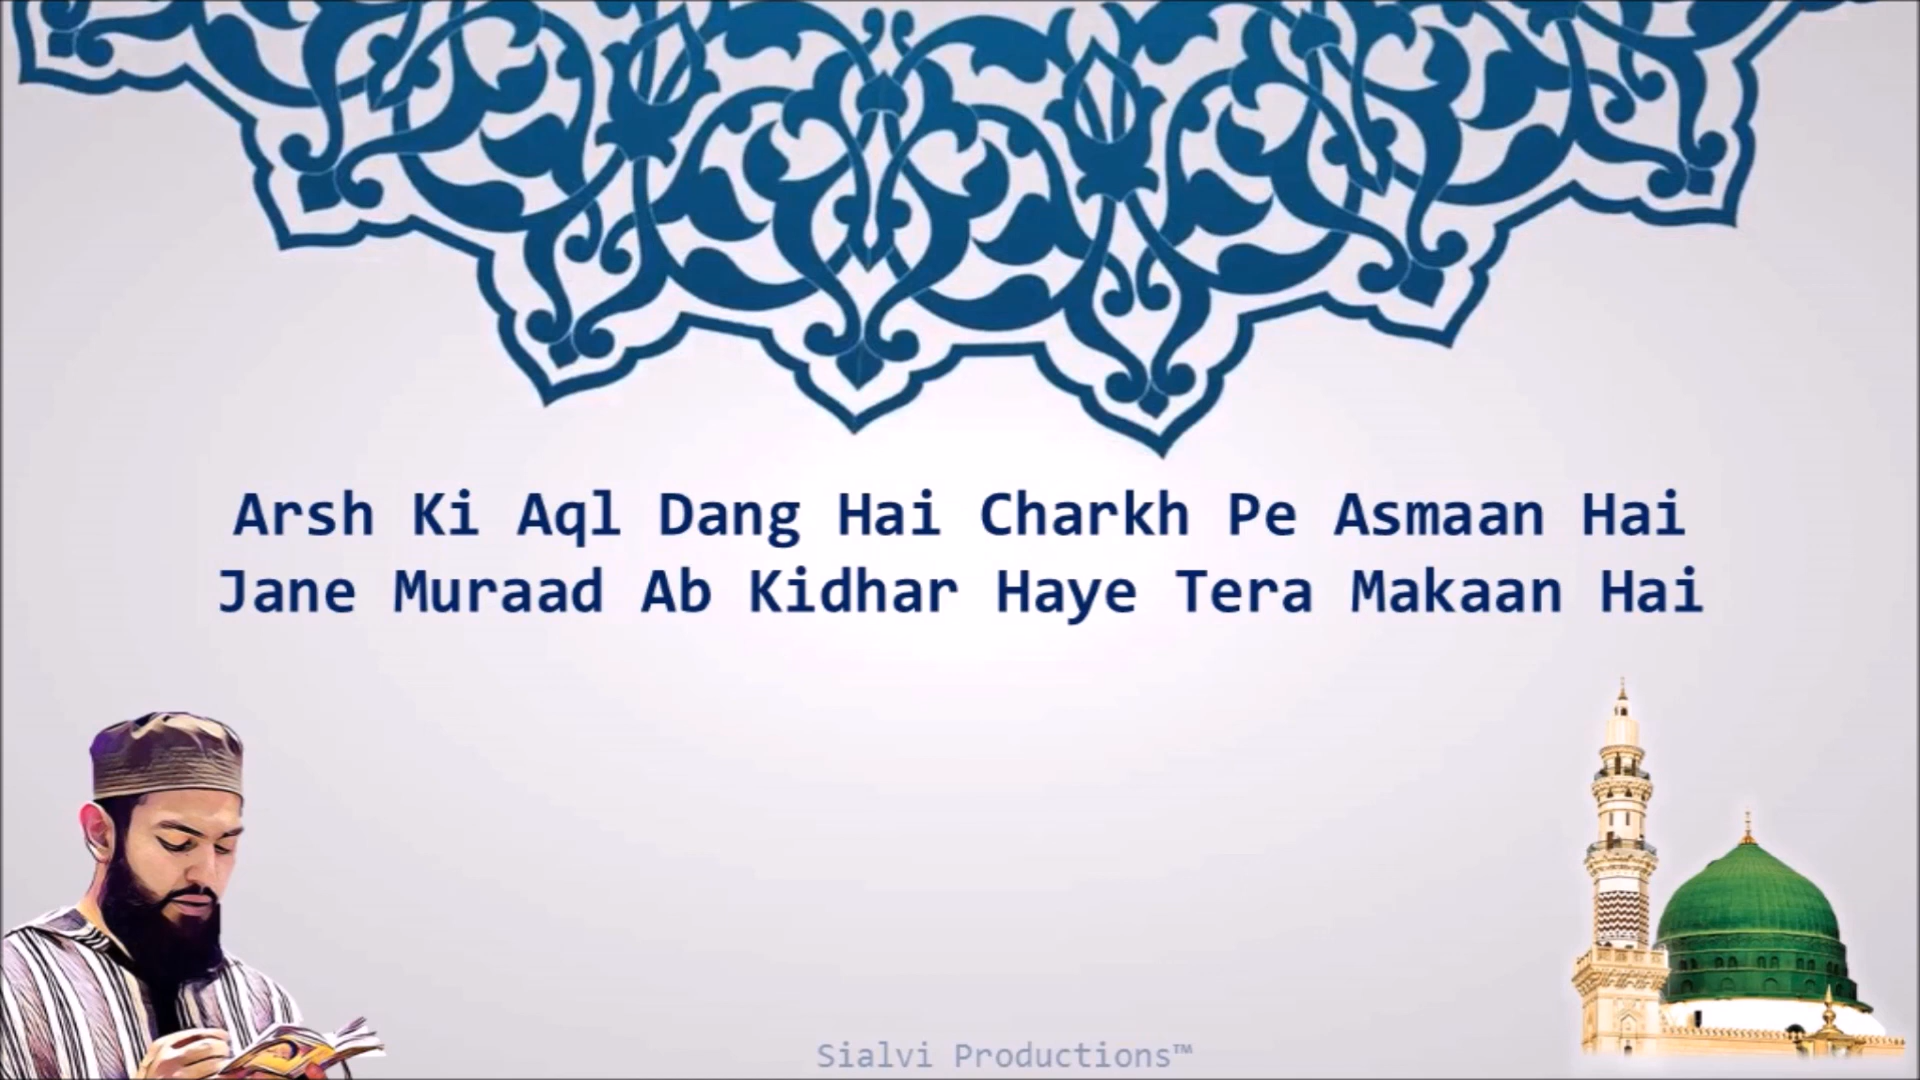 Arsh Ki Aql Dang Hai Charkh Pe Asmaan Hai
Jane Muraad Ab Kidhar Haye Tera Makaan Hai
Sialvi Productions™